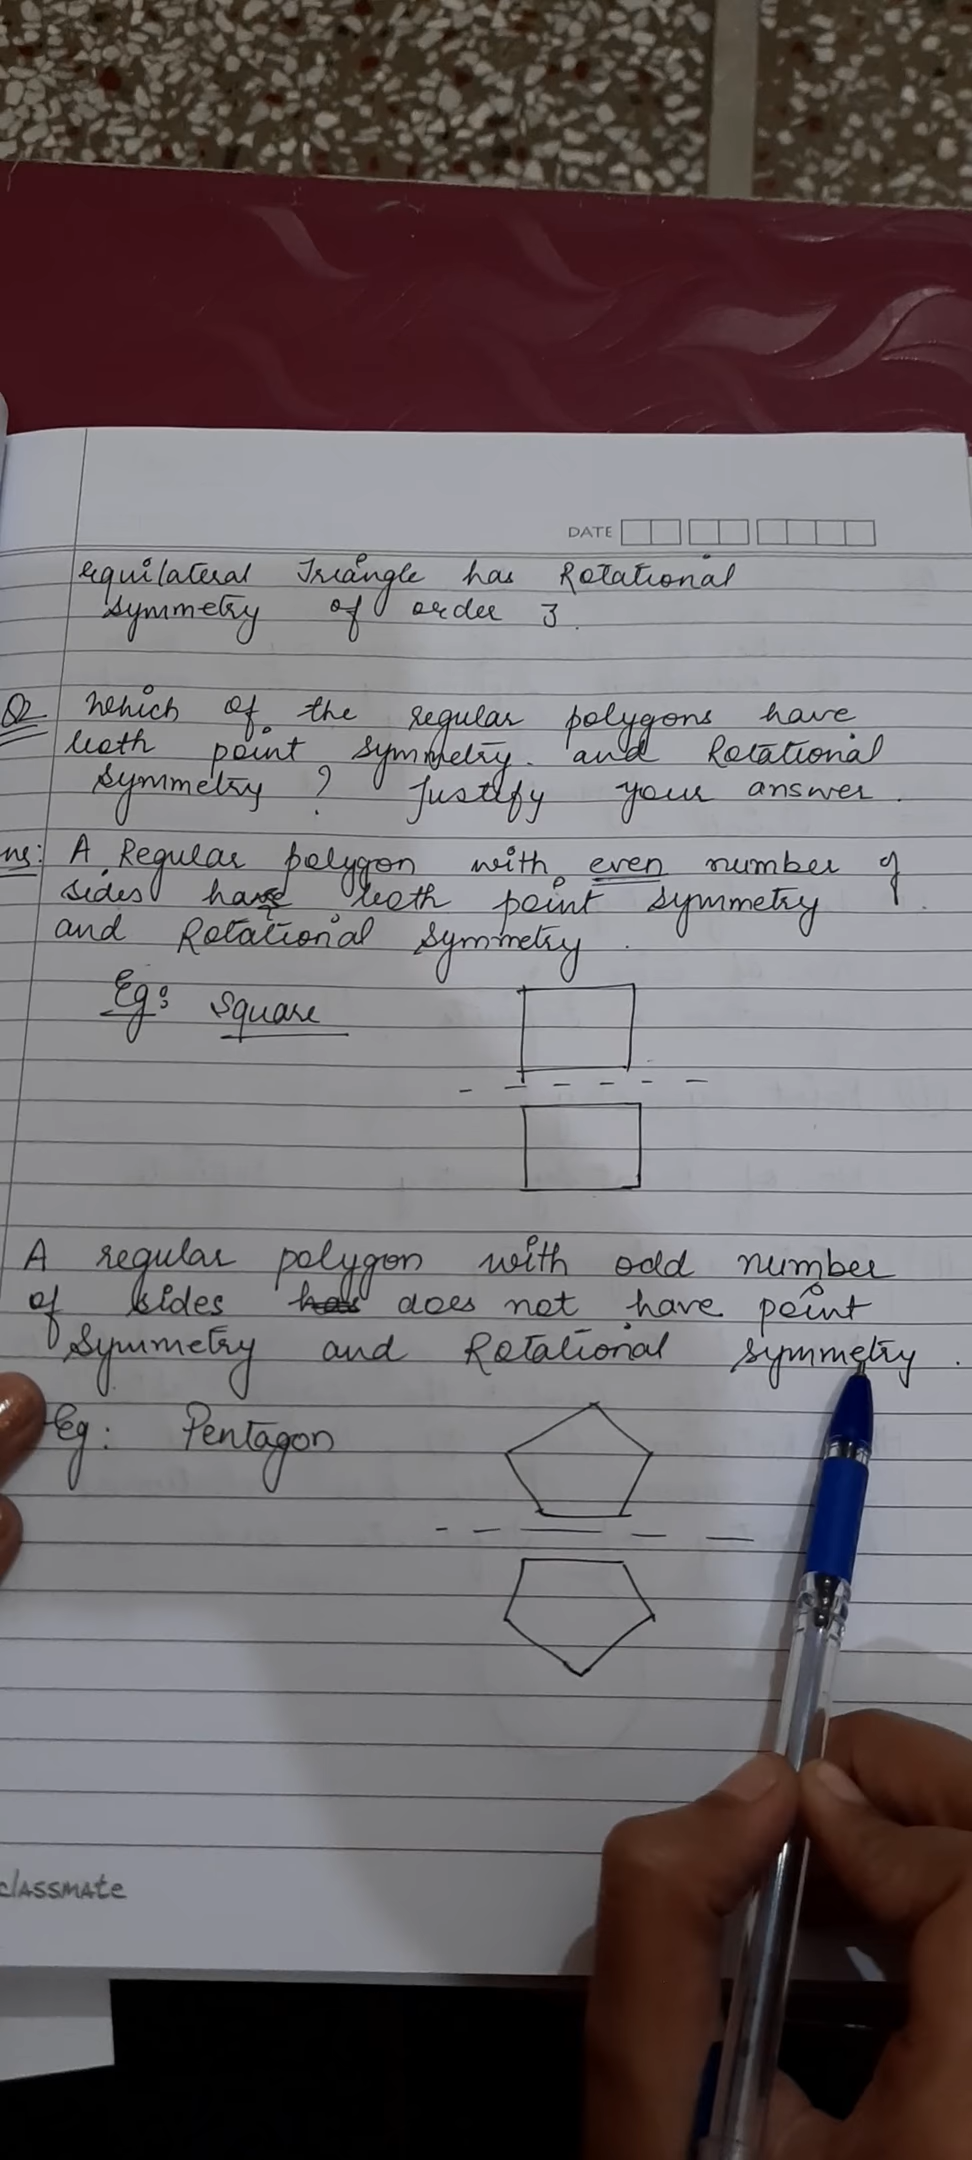 DATE
equilateral Triangle has Rotational
symmetry of order 3.
Q2 Which of the regular polygons have
both point symmetry and Rotational
symmetry? Justify your answer.
ns: A Regular polygon with even number of
sides have both point symmetry
and Rotational symmetry.
Eg: Square
A regular polygon with odd number
of sides has does not have point
symmetry and Rotational symmetry.
Eg: Pentagon
classmate